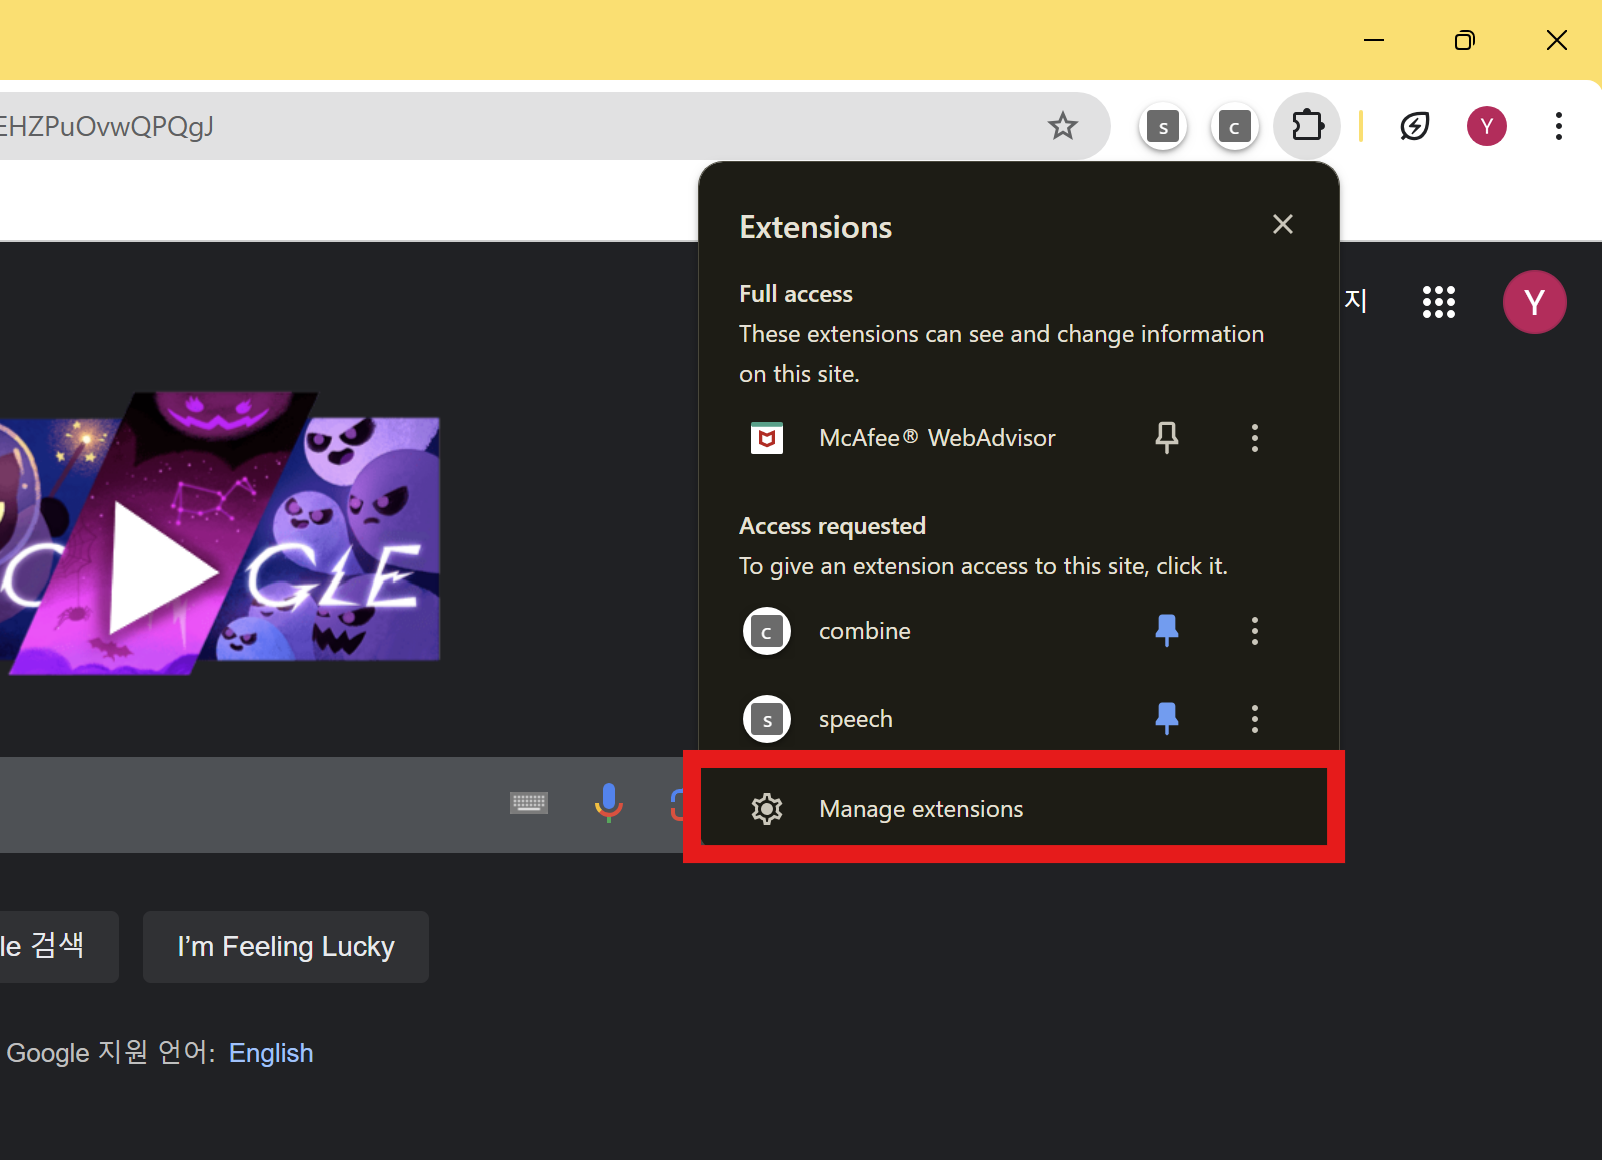 EHZPuOvwQPQgJ
s
c
Y
Extensions
Full access
These extensions can see and change information
on this site.
McAfee® WebAdvisor
Access requested
To give an extension access to this site, click it.
c combine
s speech
Manage extensions
지
Y
GLE
le 검색
I’m Feeling Lucky
Google 지원 언어: English